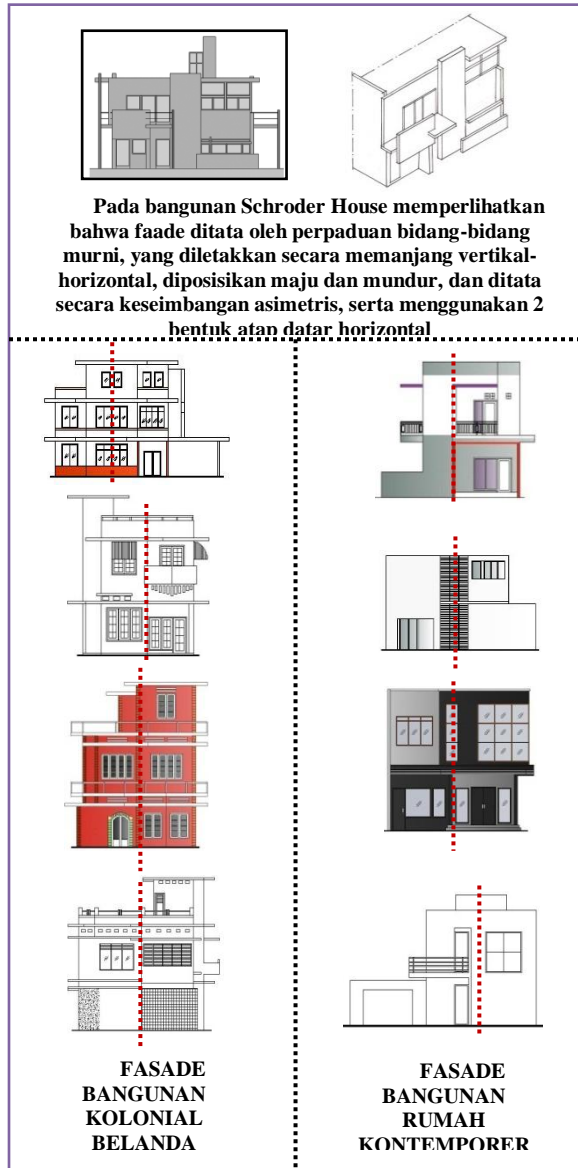 Pada bangunan Schroder House memperlihatkan
bahwa faade ditata oleh perpaduan bidang-bidang
murni, yang diletakkan secara memanjang vertikal-
horizontal, diposisikan maju dan mundur, dan ditata
secara keseimbangan asimetris, serta menggunakan 2
bentuk atap datar horizontal
FASADE
BANGUNAN
KOLONIAL
BELANDA
FASADE
BANGUNAN
RUMAH
KONTEMPORER